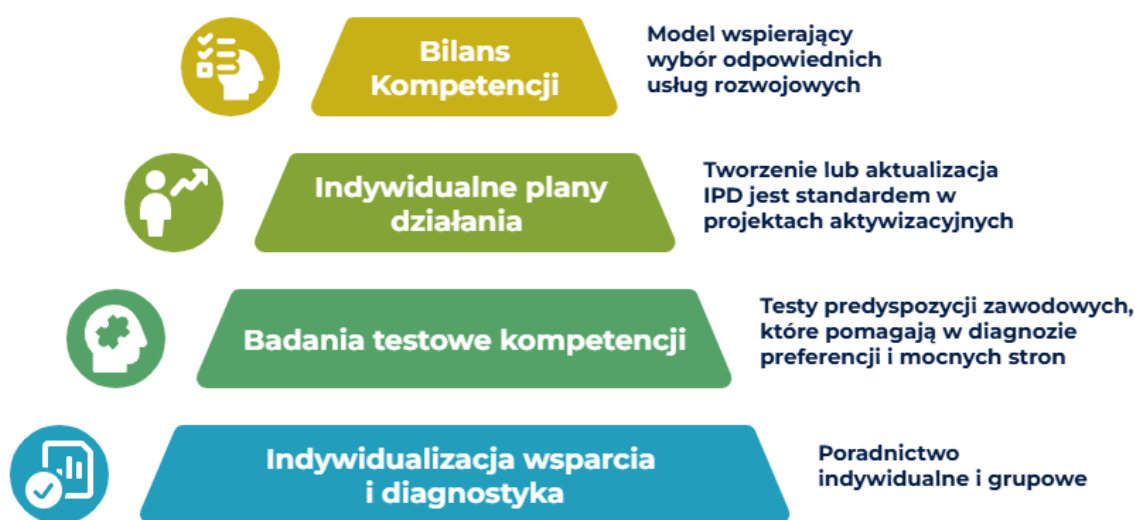 Bilans
Kompetencji
Model wspierający
wybór odpowiednich
usług rozwojowych
Indywidualne plany
działania
Tworzenie lub aktualizacja
IPD jest standardem w
projektach aktywizacyjnych
Badania testowe kompetencji
Testy predyspozycji zawodowych,
które pomagają w diagnozie
preferencji i mocnych stron
Indywidualizacja wsparcia
i diagnostyka
Poradnictwo
indywidualne i grupowe